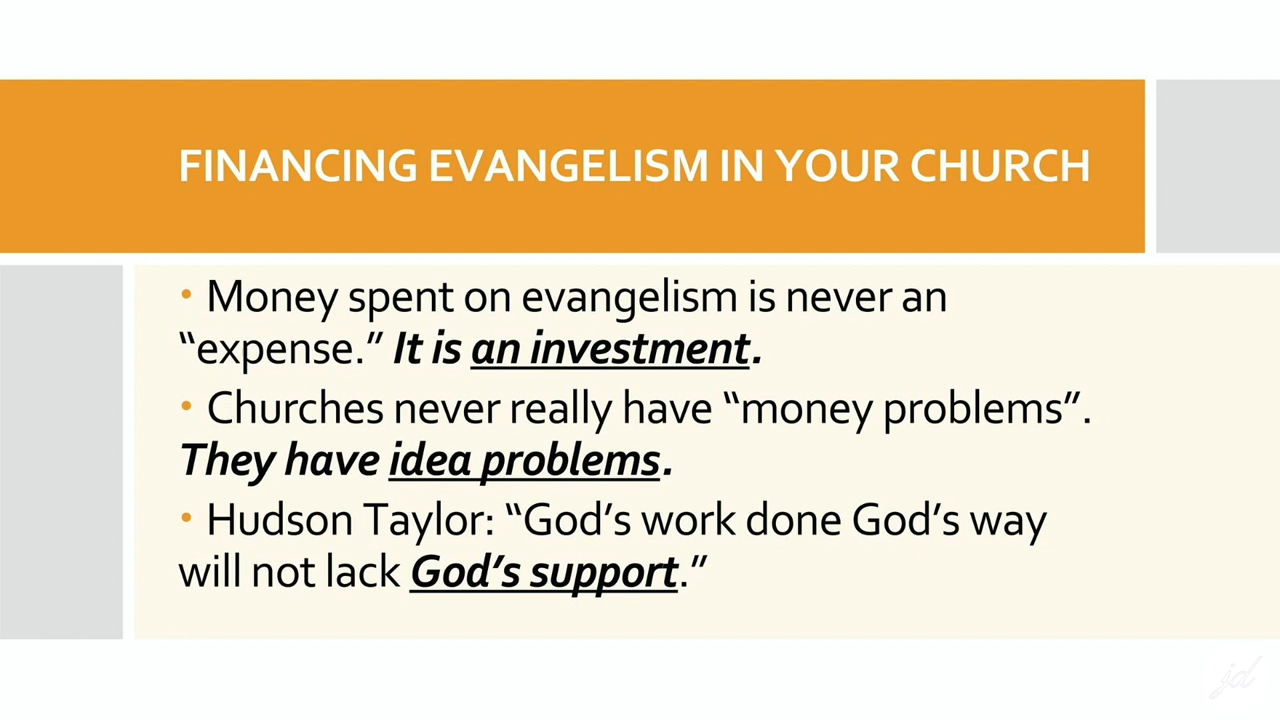 FINANCING EVANGELISM IN YOUR CHURCH
• Money spent on evangelism is never an
“expense.” It is an investment.
• Churches never really have “money problems”.
They have idea problems.
• Hudson Taylor: “God’s work done God’s way
will not lack God’s support.”
jd